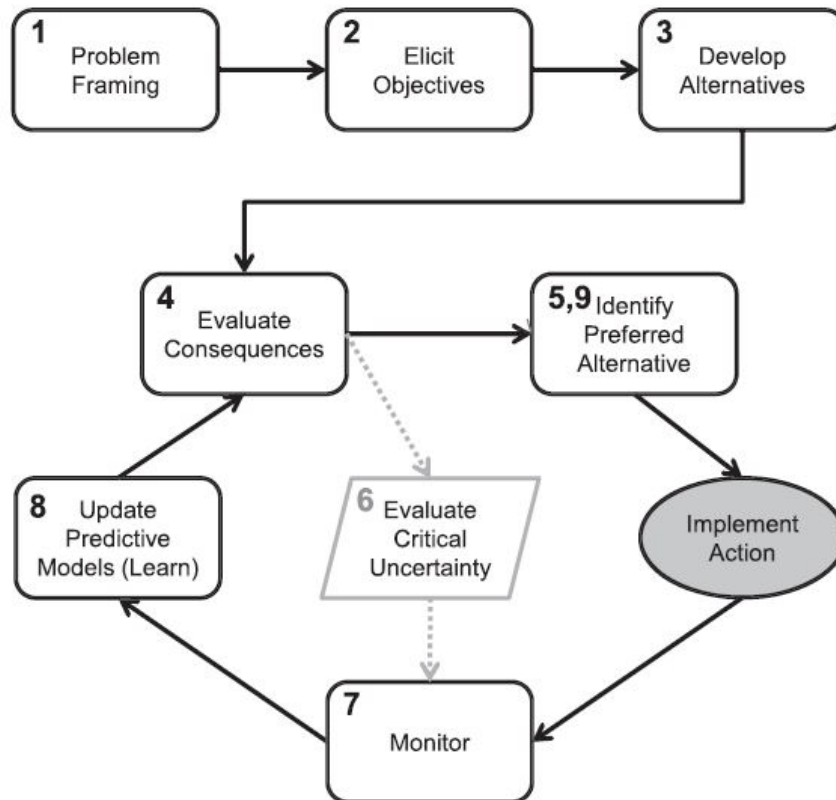 1
Problem
Framing
2
Elicit
Objectives
3
Develop
Alternatives
4
Evaluate
Consequences
5,9
Identify
Preferred
Alternative
8
Update
Predictive
Models (Learn)
6
Evaluate
Critical
Uncertainty
Implement
Action
7
Monitor